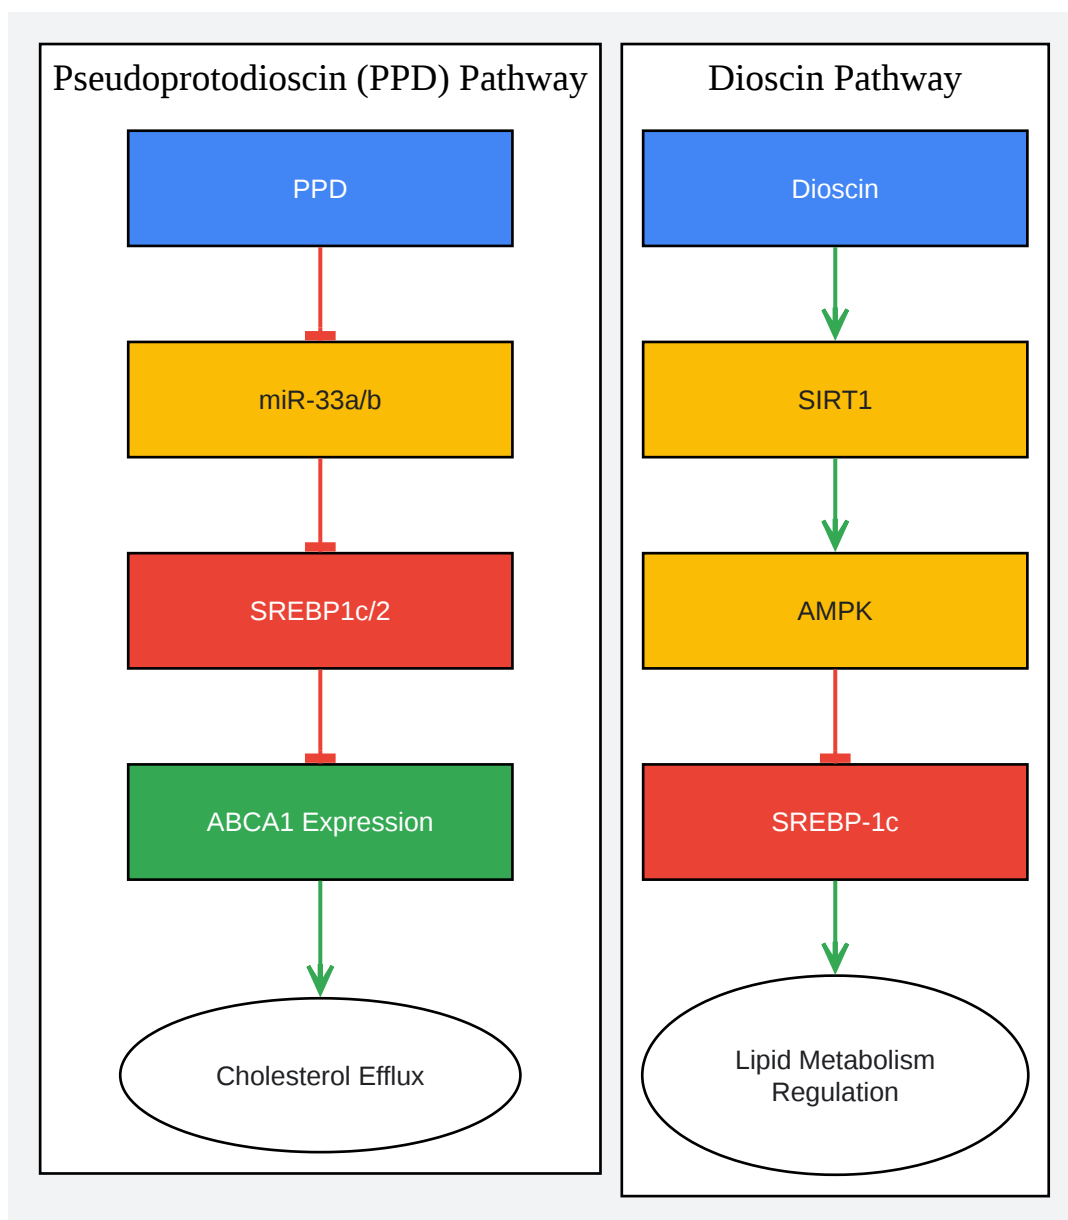 Pseudoprotodioscin (PPD) Pathway
PPD
miR-33a/b
SREBP1c/2
ABCA1 Expression
Cholesterol Efflux
Dioscin Pathway
Dioscin
SIRT1
AMPK
SREBP-1c
Lipid Metabolism
Regulation